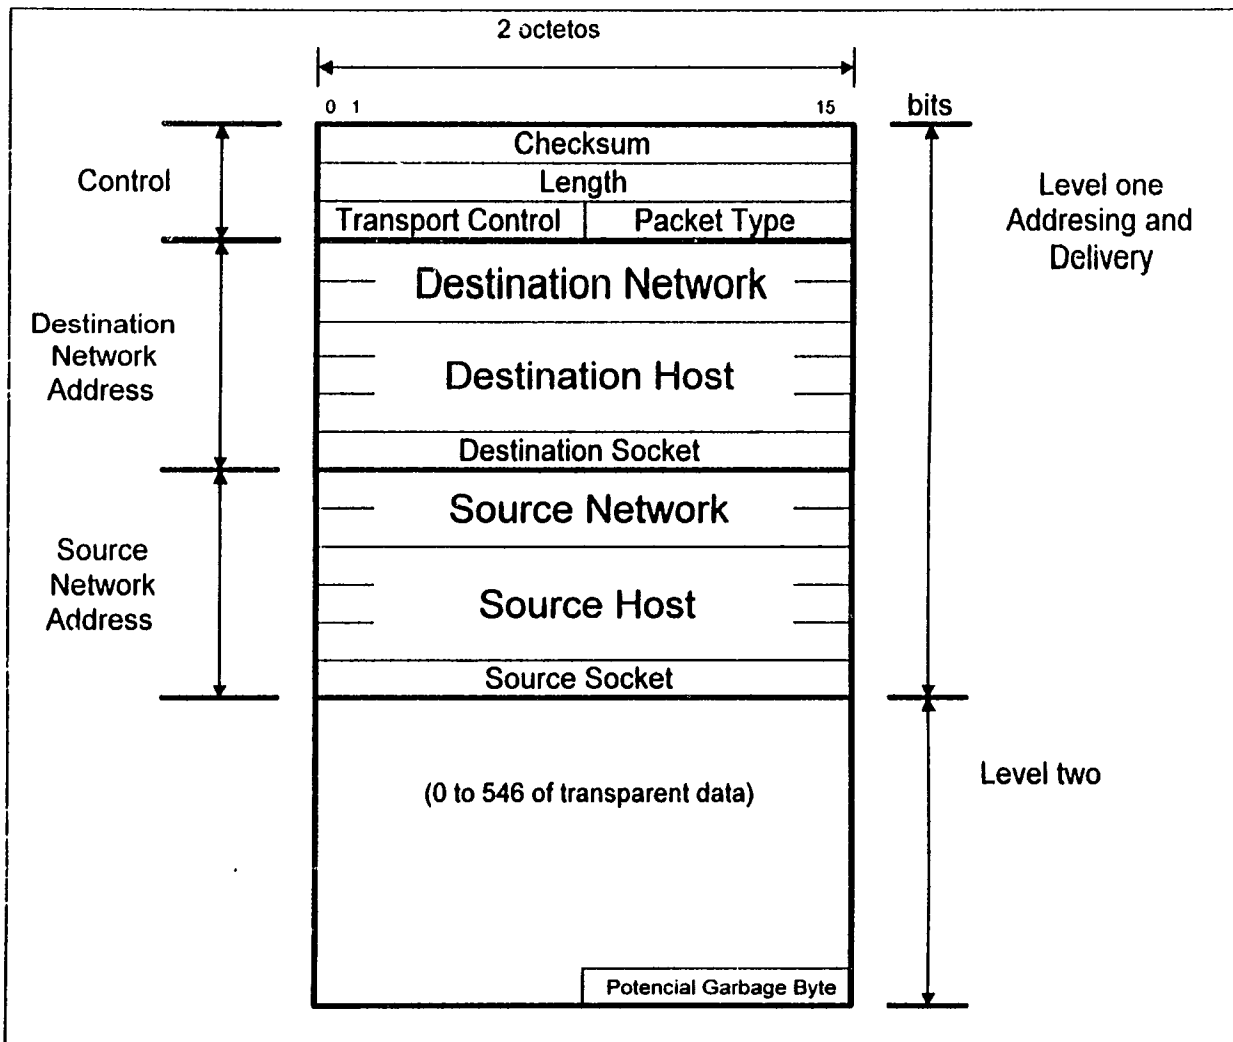 2 octetos
0 1 15 bits
Checksum
Control
Length
Level one
Addresing and
Delivery
Transport Control Packet Type
Destination Network
Destination
Network
Address
Destination Host
Destination Socket
Source Network
Source
Network
Address
Source Host
Source Socket
(0 to 546 of transparent data)
Level two
Potencial Garbage Byte